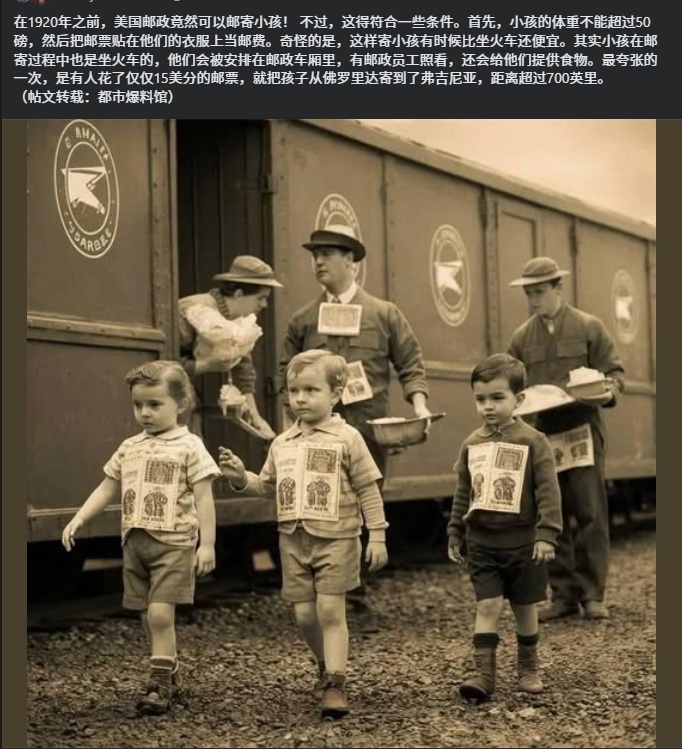 在1920年之前，美国邮政竟然可以邮寄小孩！ 不过，这得符合一些条件。首先，小孩的体重不能超过50
磅，然后把邮票贴在他们的衣服上当邮费。奇怪的是，这样寄小孩有时候比坐火车还便宜。其实小孩在邮
寄过程中也是坐火车的，他们会被安排在邮政车厢里，有邮政员工照看，还会给他们提供食物。最夸张的
一次，是有人花了仅仅15美分的邮票，就把孩子从佛罗里达寄到了弗吉尼亚，距离超过700英里。
（帖文转载：都市爆料馆）